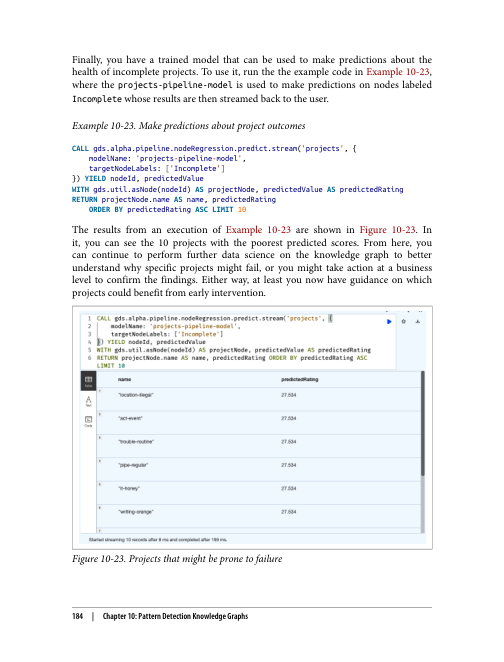 Finally, you have a trained model that can be used to make predictions about the
health of incomplete projects. To use it, run the the example code in Example 10-23,
where the projects-pipeline-model is used to make predictions on nodes labeled
Incomplete whose results are then streamed back to the user.
Example 10-23. Make predictions about project outcomes
CALL gds.alpha.pipeline.nodeRegression.predict.stream('projects', {
    modelName: 'projects-pipeline-model',
    targetNodeLabels: ['Incomplete']
}) YIELD nodeId, predictedValue
WITH gds.util.asNode(nodeId) AS projectNode, predictedValue AS predictedRating
RETURN projectNode.name AS name, predictedRating
    ORDER BY predictedRating ASC LIMIT 10
The results from an execution of Example 10-23 are shown in Figure 10-23. In
it, you can see the 10 projects with the poorest predicted scores. From here, you
can continue to perform further data science on the knowledge graph to better
understand why specific projects might fail, or you might take action at a business
level to confirm the findings. Either way, at least you now have guidance on which
projects could benefit from early intervention.
1 CALL gds.alpha.pipeline.nodeRegression.predict.stream('projects', {
2     modelName: 'projects-pipeline-model',
3     targetNodeLabels: ['Incomplete']
4 }) YIELD nodeId, predictedValue
5 WITH gds.util.asNode(nodeId) AS projectNode, predictedValue AS predictedRating
6 RETURN projectNode.name AS name, predictedRating ORDER BY predictedRating ASC
LIMIT 10
name predictedRating
Table
"location-illegal" 27.534
Text
"act-event" 27.534
Code
"trouble-routine" 27.534
"pipe-regular" 27.534
27.534
"writing-orange" 27.534
Started streaming 10 records after 8 ms and completed after 169 ms.
Figure 10-23. Projects that might be prone to failure
184 | Chapter 10: Pattern Detection Knowledge Graphs